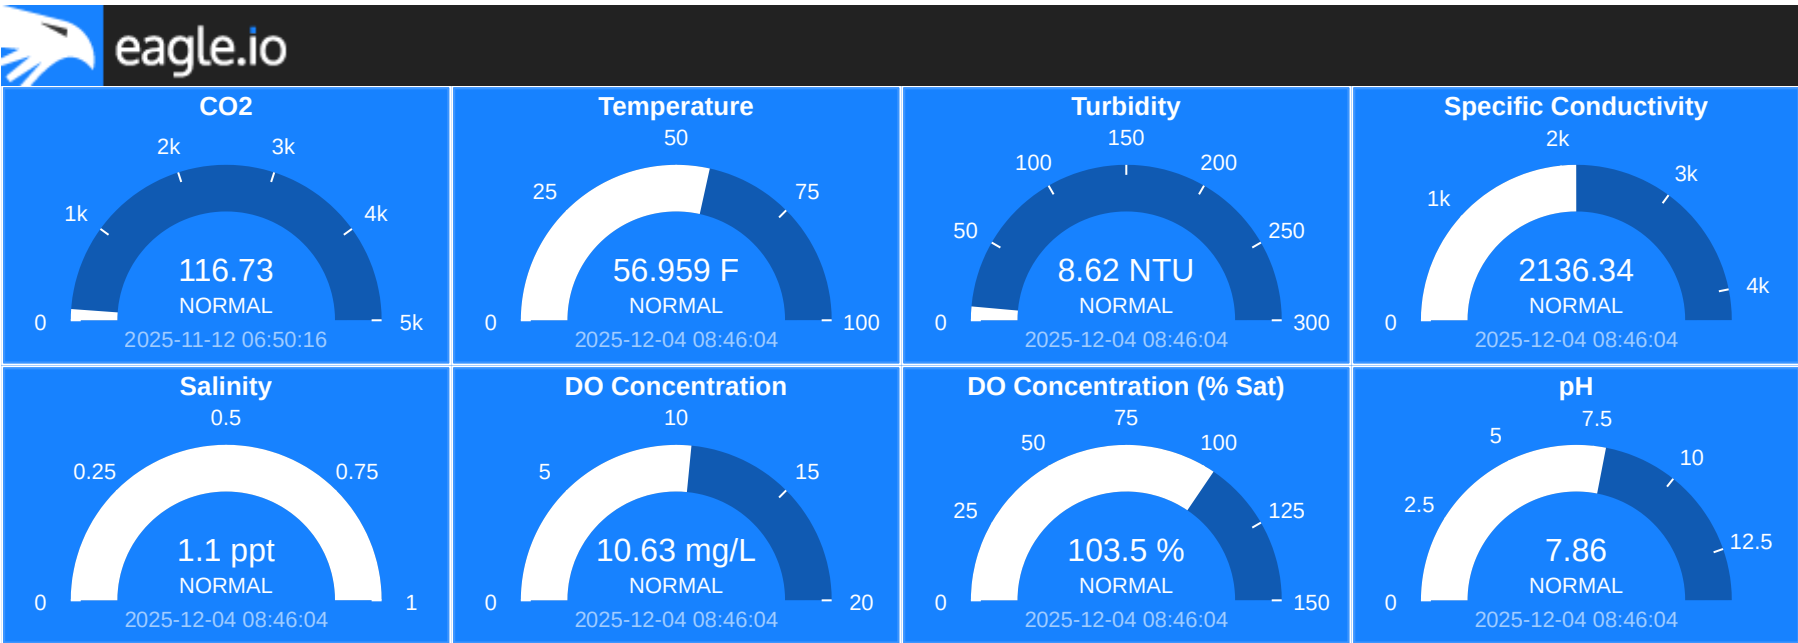 eagle.io
CO2
0
1k
2k
3k
4k
5k
116.73
NORMAL
2025-11-12 06:50:16
Temperature
0
25
50
75
100
56.959 F
NORMAL
2025-12-04 08:46:04
Turbidity
0
50
100
150
200
250
300
8.62 NTU
NORMAL
2025-12-04 08:46:04
Specific Conductivity
0
1k
2k
3k
4k
2136.34
NORMAL
2025-12-04 08:46:04
Salinity
0
0.25
0.5
0.75
1
1.1 ppt
NORMAL
2025-12-04 08:46:04
DO Concentration
0
5
10
15
20
10.63 mg/L
NORMAL
2025-12-04 08:46:04
DO Concentration (% Sat)
0
25
50
75
100
125
150
103.5 %
NORMAL
2025-12-04 08:46:04
pH
0
2.5
5
7.5
10
12.5
7.86
NORMAL
2025-12-04 08:46:04